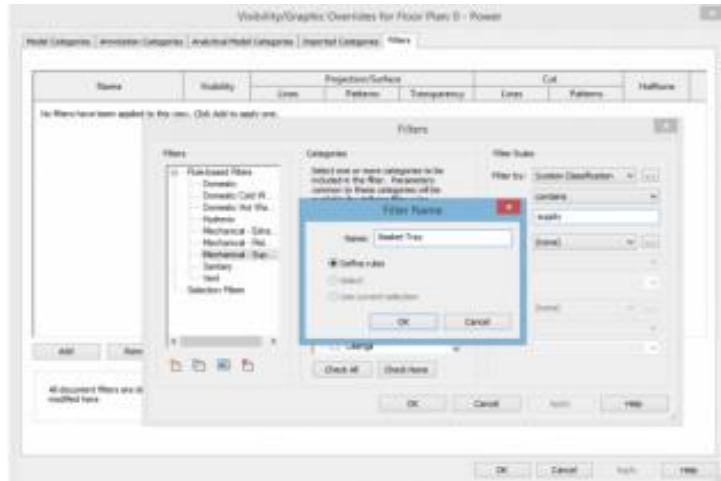 Visibility/Graphic Overrides for Floor Plan: 0 - Power
Model Categories
Annotation Categories
Analytical Model Categories
Imported Categories
Filters
Name
Visibility
Projection/Surface
Cut
Halftone
Lines
Patterns
Transparency
Lines
Patterns
No filters have been applied to this view. Click Add to apply one.
Filters
Filters
Rule-based Filters
Domestic
Domestic Cold W...
Domestic Hot Wa...
Hydronic
Mechanical - Exha...
Mechanical - Ret...
Mechanical - Sup...
Sanitary
Vent
Selection Filters
Categories
Select one or more categories to be
included in the filter. Parameters
common to these categories will be
Filter Rules
Filter by:
System Classification
contains
supply
(none)
(none)
Filter Name
Name:
Basket Tray
Define rules
Select
Use current selection
OK
Cancel
Ceilings
Check All
Check None
Add
All document filters are
modified here
OK
Cancel
Apply
Help
OK
Cancel
Apply
Help